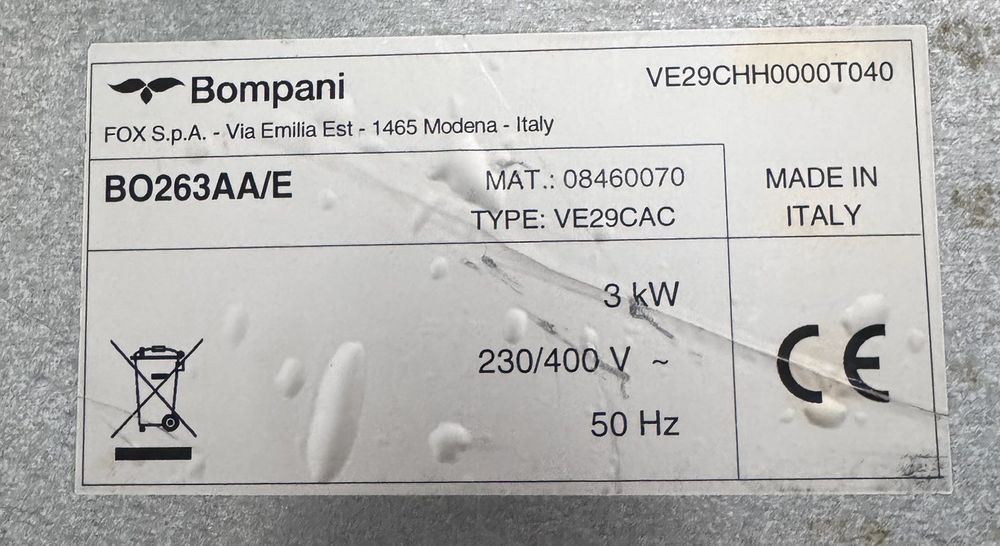 Bompani
VE29CHH0000T040
FOX S.p.A. - Via Emilia Est - 1465 Modena - Italy
BO263AA/E
MAT.: 08460070
TYPE: VE29CAC
MADE IN
ITALY
3 kW
230/400 V ~
50 Hz
CE